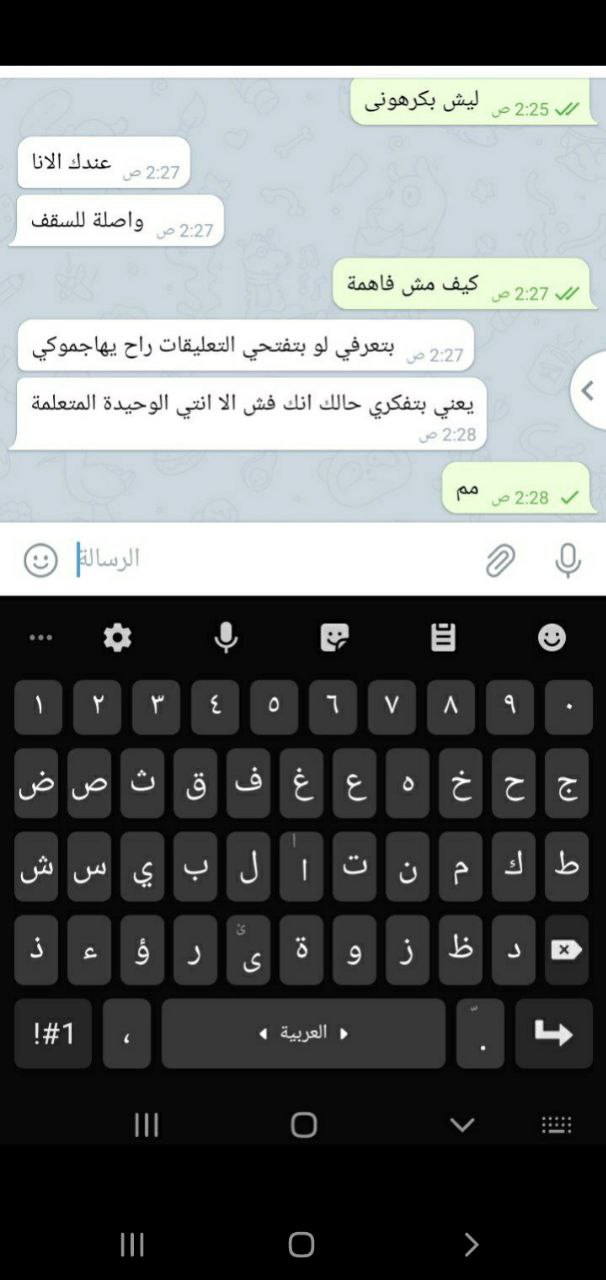 ليش بكرهونى
2:25 ص
عندك الانا
2:27 ص
واصلة للسقف
2:27 ص
كيف مش فاهمة
2:27 ص
بتعرفي لو بتفتحي التعليقات راح يهاجموكي
2:27 ص
يعني بتفكري حالك انك فش الا انتي الوحيدة المتعلمة
2:28 ص
مم
2:28 ص
الرسالة
١ ٢ ٣ ٤ ٥ ٦ ٧ ٨ ٩ ٠
ض ص ث ق ف غ ع ه خ ح ج
ش س ي ب ل ا ت ن م ك ط
ذ ء ؤ ر ى ة و ز ظ د
!#1 ، العربية .